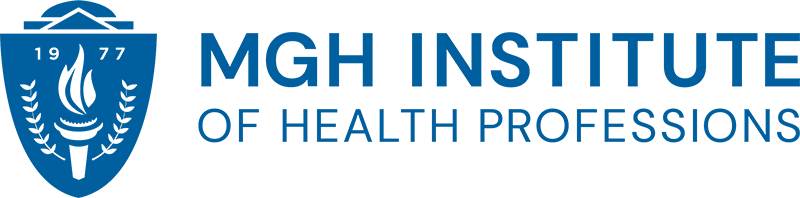 19 77
MGH INSTITUTE
OF HEALTH PROFESSIONS